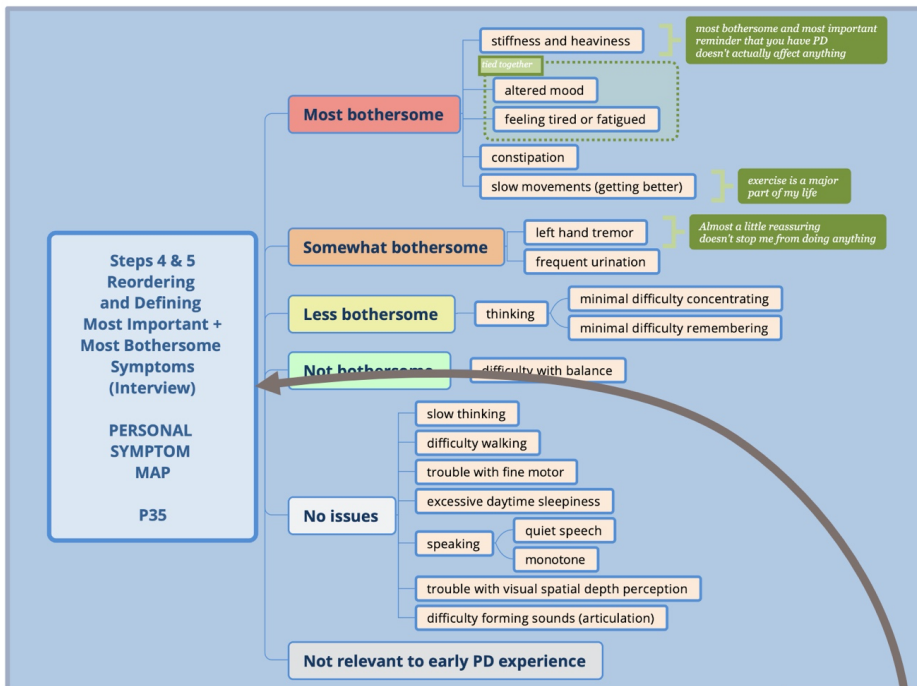 Steps 4 & 5
Reordering
and Defining
Most Important +
Most Bothersome
Symptoms
(Interview)
PERSONAL
SYMPTOM
MAP
P35
Most bothersome
stiffness and heaviness
most bothersome and most important
reminder that you have PD
doesn't actually affect anything
tied together
altered mood
feeling tired or fatigued
constipation
slow movements (getting better)
exercise is a major
part of my life
Somewhat bothersome
left hand tremor
Almost a little reassuring
doesn't stop me from doing anything
frequent urination
Less bothersome
thinking
minimal difficulty concentrating
minimal difficulty remembering
Not bothersome
difficulty with balance
No issues
slow thinking
difficulty walking
trouble with fine motor
excessive daytime sleepiness
speaking
quiet speech
monotone
trouble with visual spatial depth perception
difficulty forming sounds (articulation)
Not relevant to early PD experience